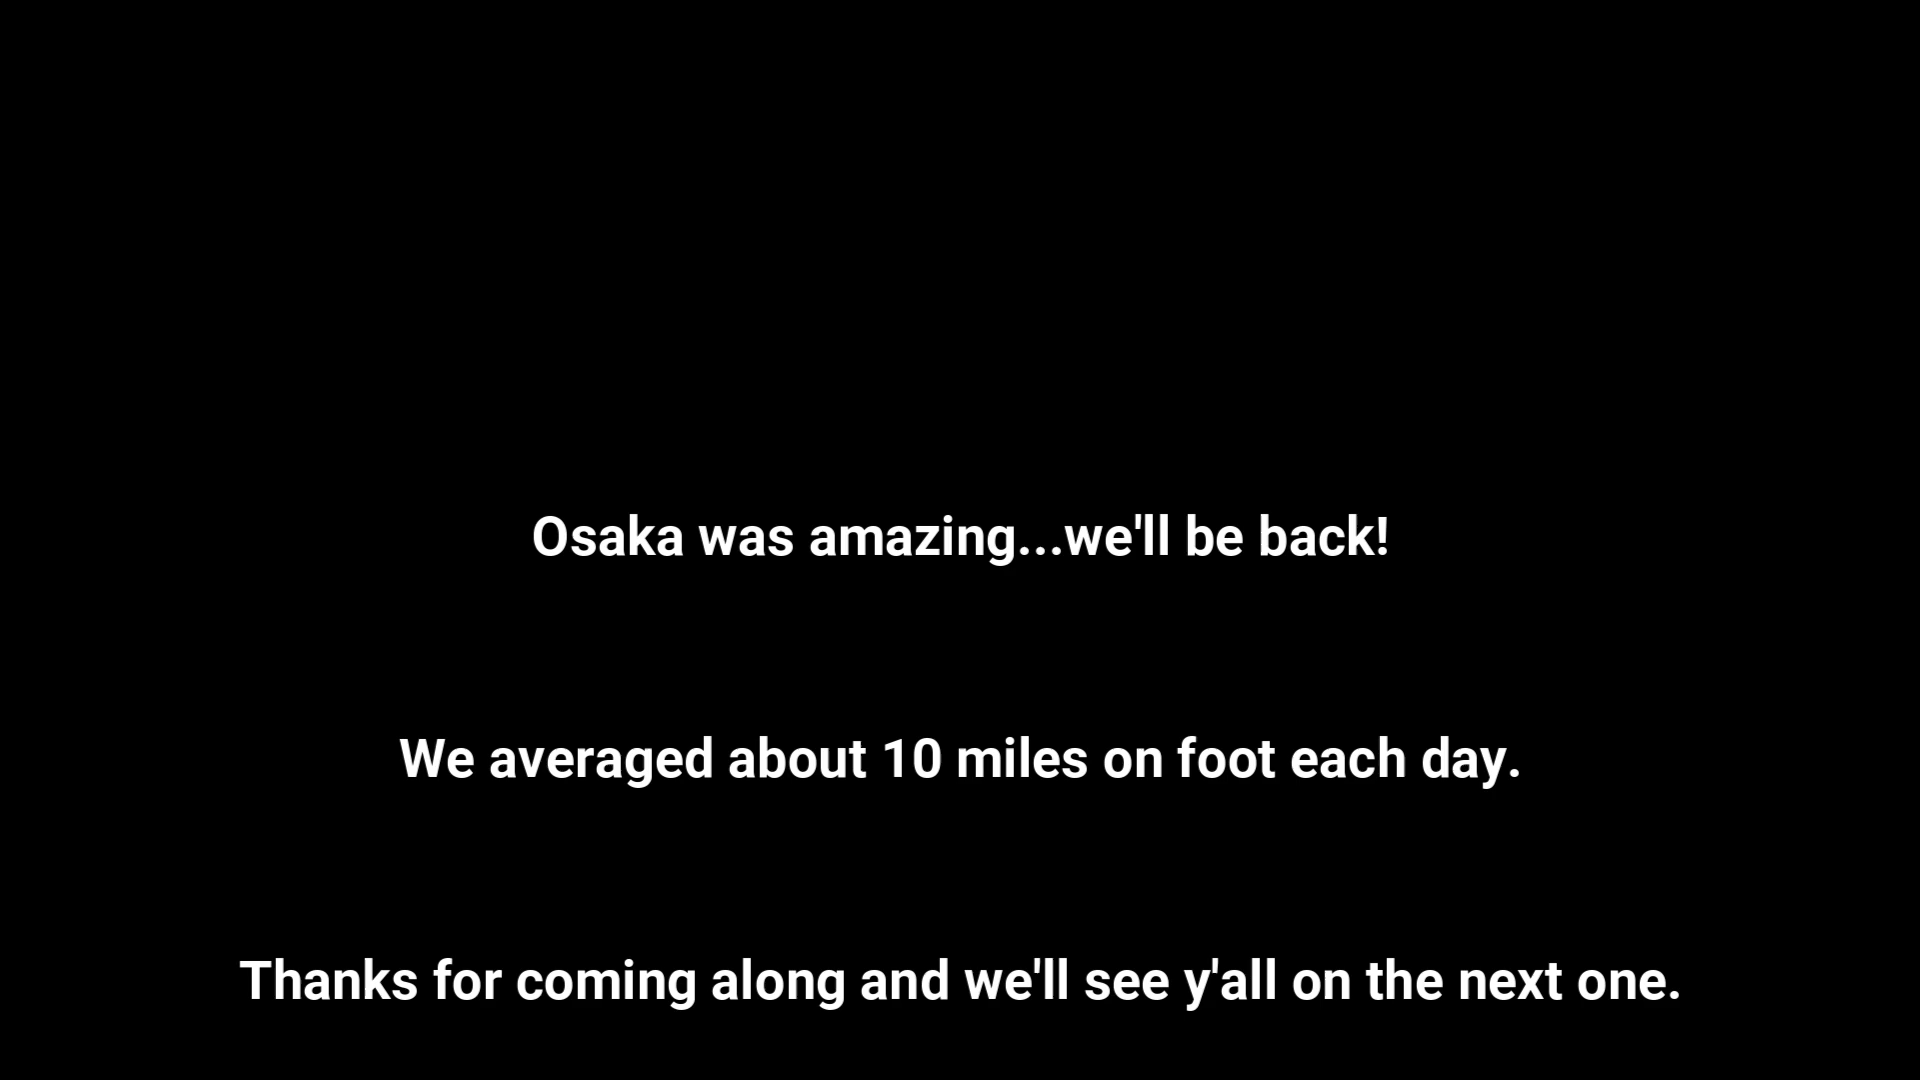 Osaka was amazing...we'll be back!
We averaged about 10 miles on foot each day.
Thanks for coming along and we'll see y'all on the next one.